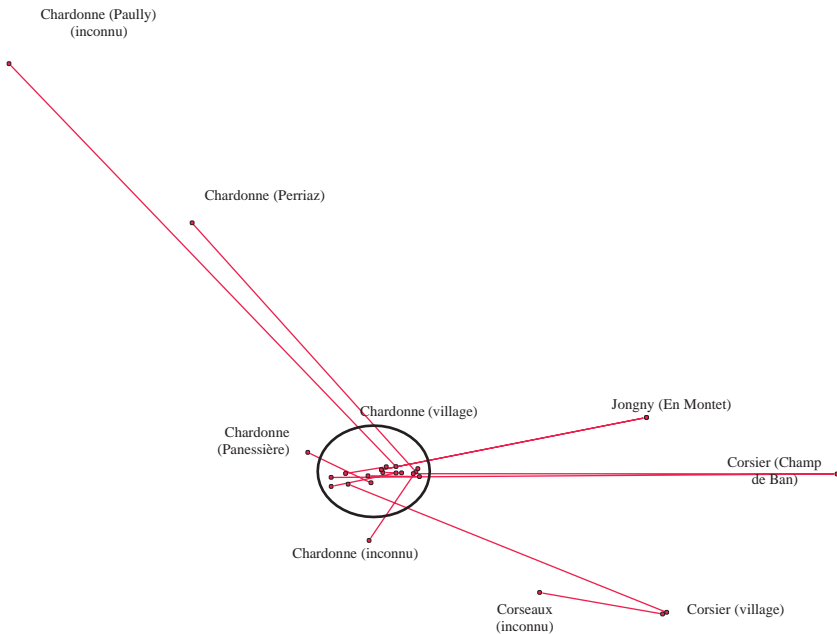 Chardonne (Paully)
(inconnu)
Chardonne (Perriaz)
Chardonne (village)
Jongny (En Montet)
Chardonne
(Panessière)
Corsier (Champ
de Ban)
Chardonne (inconnu)
Corseaux
(inconnu)
Corsier (village)